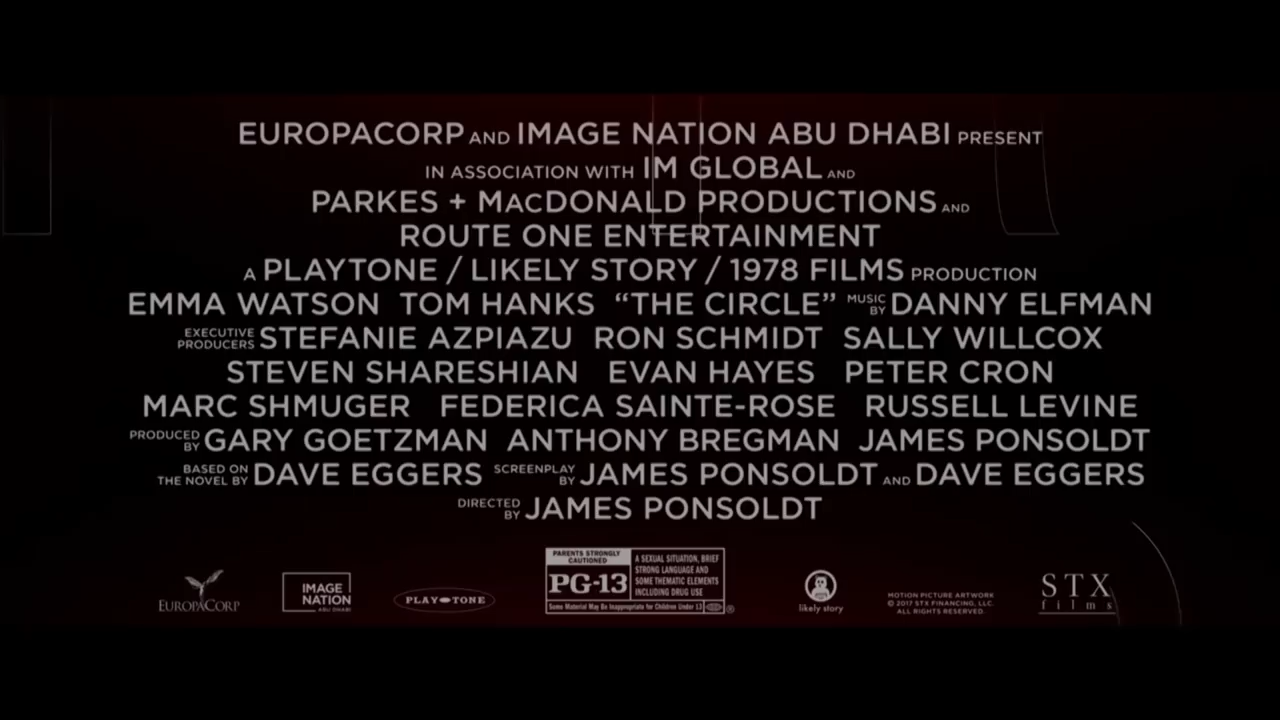 EUROPACORP AND IMAGE NATION ABU DHABI PRESENT
IN ASSOCIATION WITH IM GLOBAL AND
PARKES + MACDONALD PRODUCTIONS AND
ROUTE ONE ENTERTAINMENT
A PLAYTONE / LIKELY STORY / 1978 FILMS PRODUCTION
EMMA WATSON TOM HANKS “THE CIRCLE” MUSIC BY DANNY ELFMAN
EXECUTIVE PRODUCERS STEFANIE AZPIAZU RON SCHMIDT SALLY WILLCOX
STEVEN SHARESHIAN EVAN HAYES PETER CRON
MARC SHMUGER FEDERICA SAINTE-ROSE RUSSELL LEVINE
PRODUCED BY GARY GOETZMAN ANTHONY BREGMAN JAMES PONSOLDT
BASED ON THE NOVEL BY DAVE EGGERS SCREENPLAY BY JAMES PONSOLDT AND DAVE EGGERS
DIRECTED BY JAMES PONSOLDT
EUROPACORP
IMAGE
NATION
ABU DHABI
PLAY-TONE
PARENTS STRONGLY
CAUTIONED
PG-13
A SEXUAL SITUATION, BRIEF
STRONG LANGUAGE AND
SOME THEMATIC ELEMENTS
INCLUDING DRUG USE
Some Material May Be Inappropriate for Children Under 13
®
likely story
MOTION PICTURE ARTWORK
© 2017 STX FINANCING, LLC.
ALL RIGHTS RESERVED.
STX
films